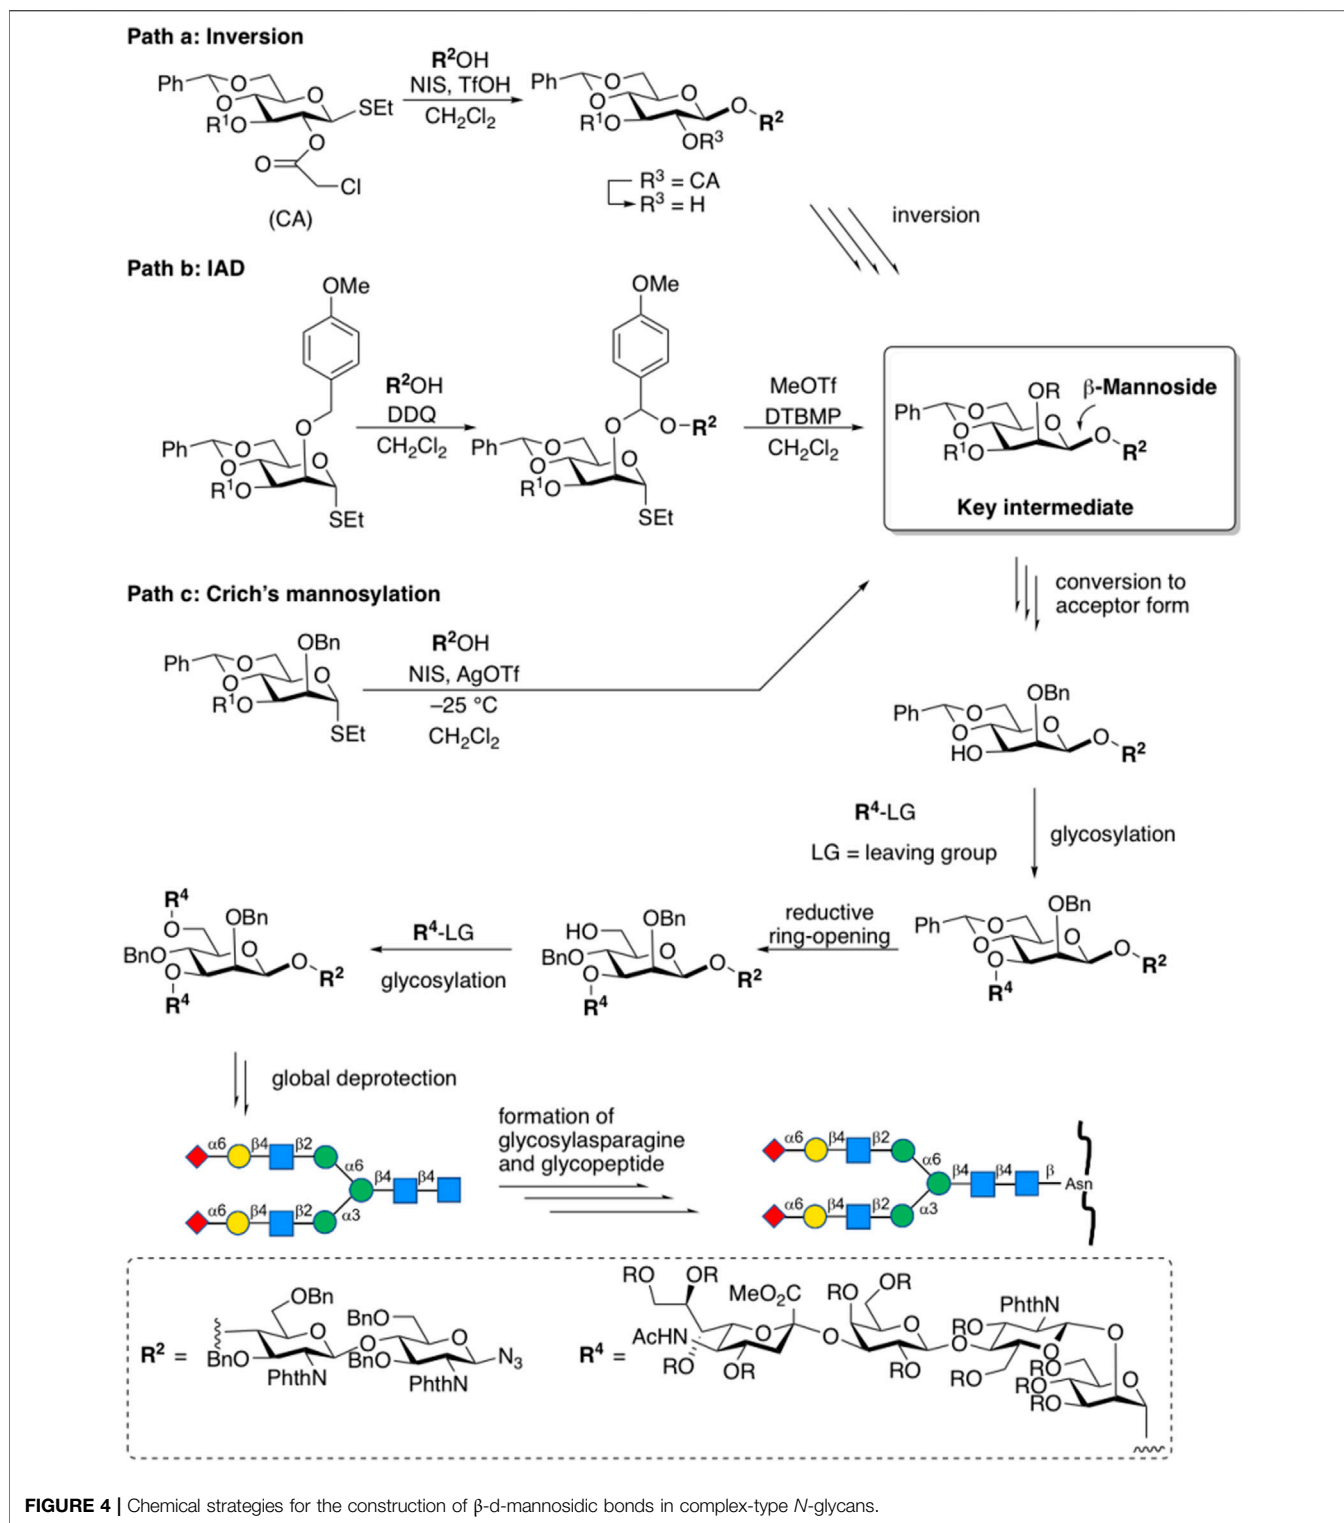 Path a: Inversion
Ph
O
O
O
R¹O
SEt
O
O
Cl
(CA)
R²OH
NIS, TfOH
CH₂Cl₂
Ph
O
O
O
O
R¹O
R²
OR³
R³ = CA
R³ = H
inversion
Path b: IAD
OMe
O
Ph
O
O
O
R¹O
SEt
R²OH
DDQ
CH₂Cl₂
OMe
O
O–R²
Ph
O
O
O
R¹O
SEt
MeOTf
DTBMP
CH₂Cl₂
OR
β-Mannoside
Ph
O
O
O
O
R¹O
R²
Key intermediate
Path c: Crich's mannosylation
OBn
Ph
O
O
O
R¹O
SEt
R²OH
NIS, AgOTf
–25 °C
CH₂Cl₂
conversion to
acceptor form
OBn
Ph
O
O
O
O
HO
R²
R⁴-LG
LG = leaving group
glycosylation
OBn
Ph
O
O
O
O
O
R²
R⁴
reductive
ring-opening
HO
OBn
BnO
O
O
O
R²
R⁴
R⁴-LG
glycosylation
R⁴
O
OBn
BnO
O
O
O
R²
R⁴
global deprotection
α6 β4 β2
α6
β4 β4
α6 β4 β2
α3
formation of
glycosylasparagine
and glycopeptide
α6 β4 β2
α6
β4 β4 β
Asn
α6 β4 β2
α3
R² =
OBn
O
BnO
PhthN
O
BnO
O
BnO
N₃
PhthN
R⁴ =
RO
OR
MeO₂C
AcHN
O
O
RO
OR
RO
OR
O
RO
O
PhthN
RO
O
RO
O
RO
RO
RO
O
FIGURE 4 | Chemical strategies for the construction of β-d-mannosidic bonds in complex-type N-glycans.